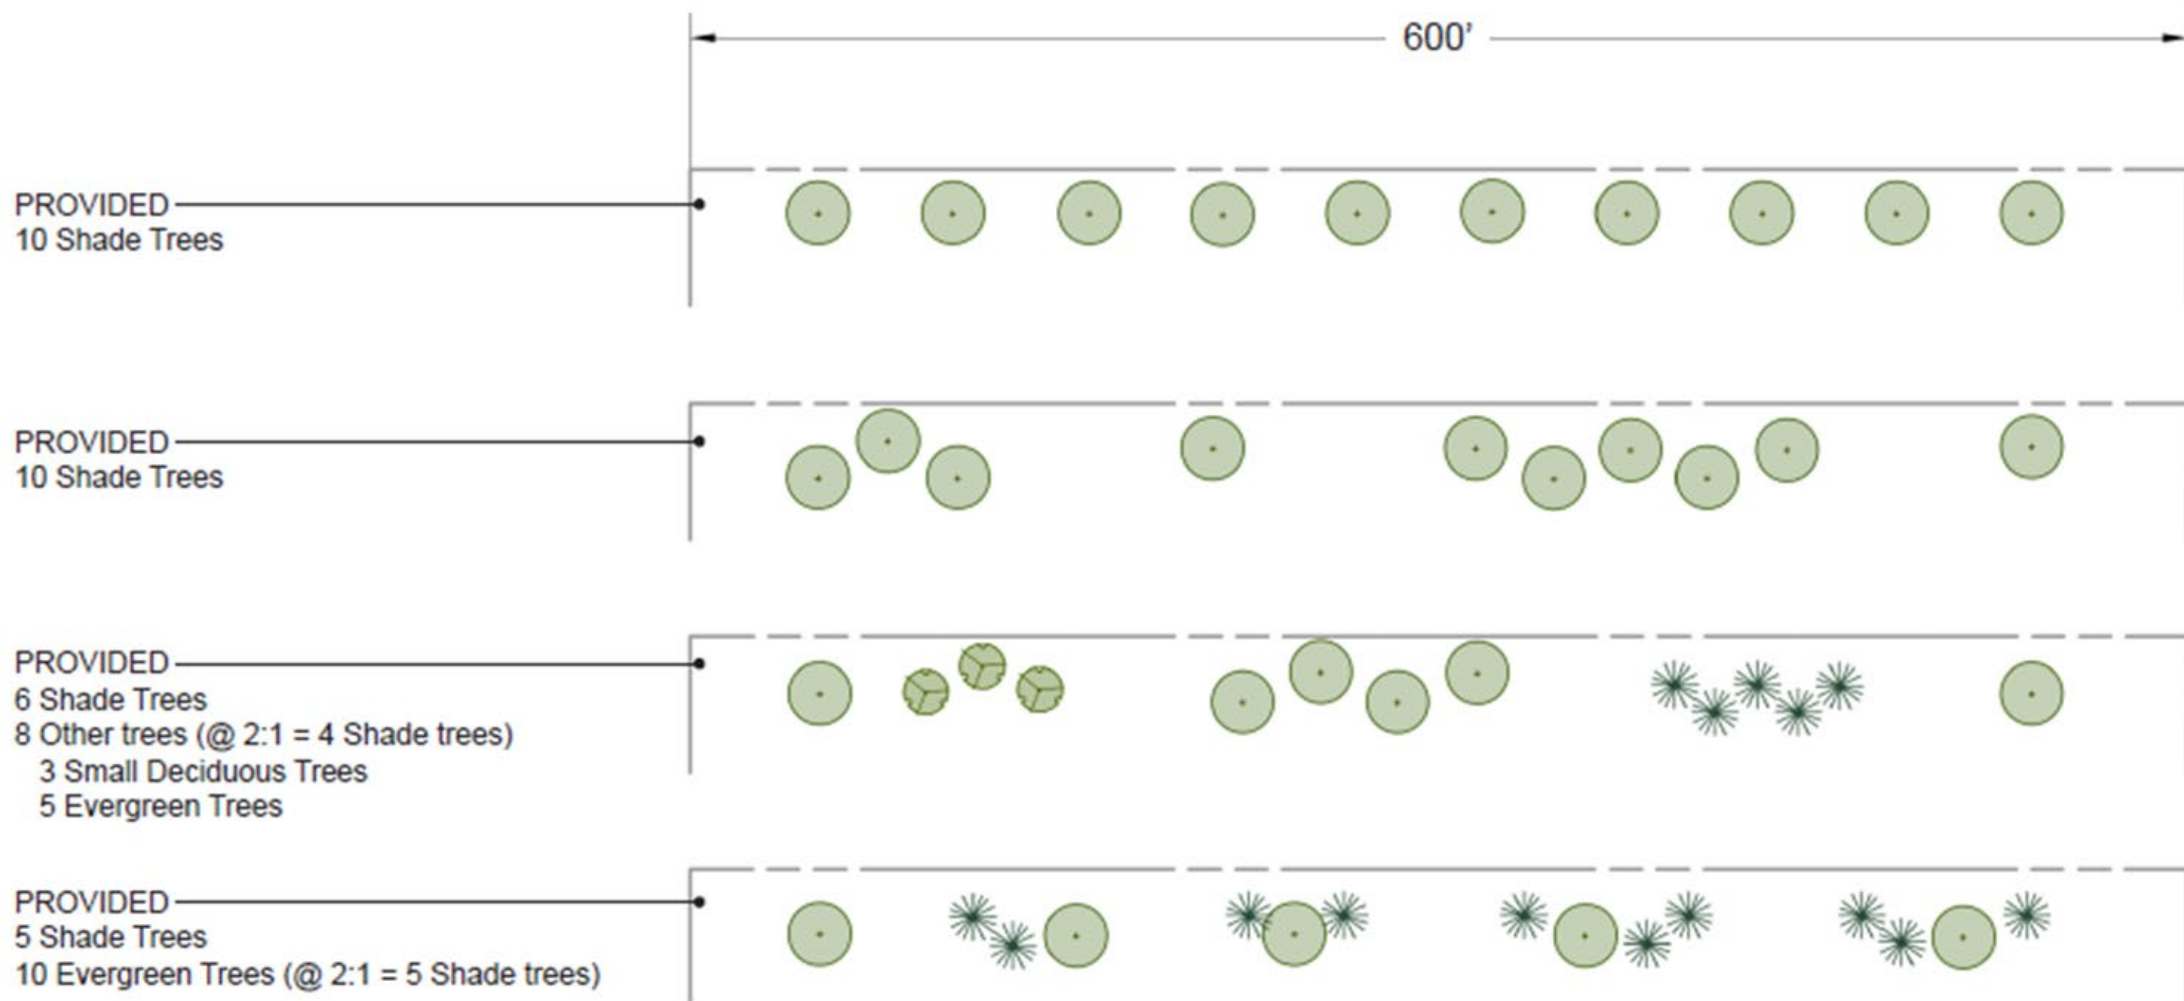 600’
PROVIDED
10 Shade Trees
PROVIDED
10 Shade Trees
PROVIDED
6 Shade Trees
8 Other trees (@ 2:1 = 4 Shade trees)
3 Small Deciduous Trees
5 Evergreen Trees
PROVIDED
5 Shade Trees
10 Evergreen Trees (@ 2:1 = 5 Shade trees)